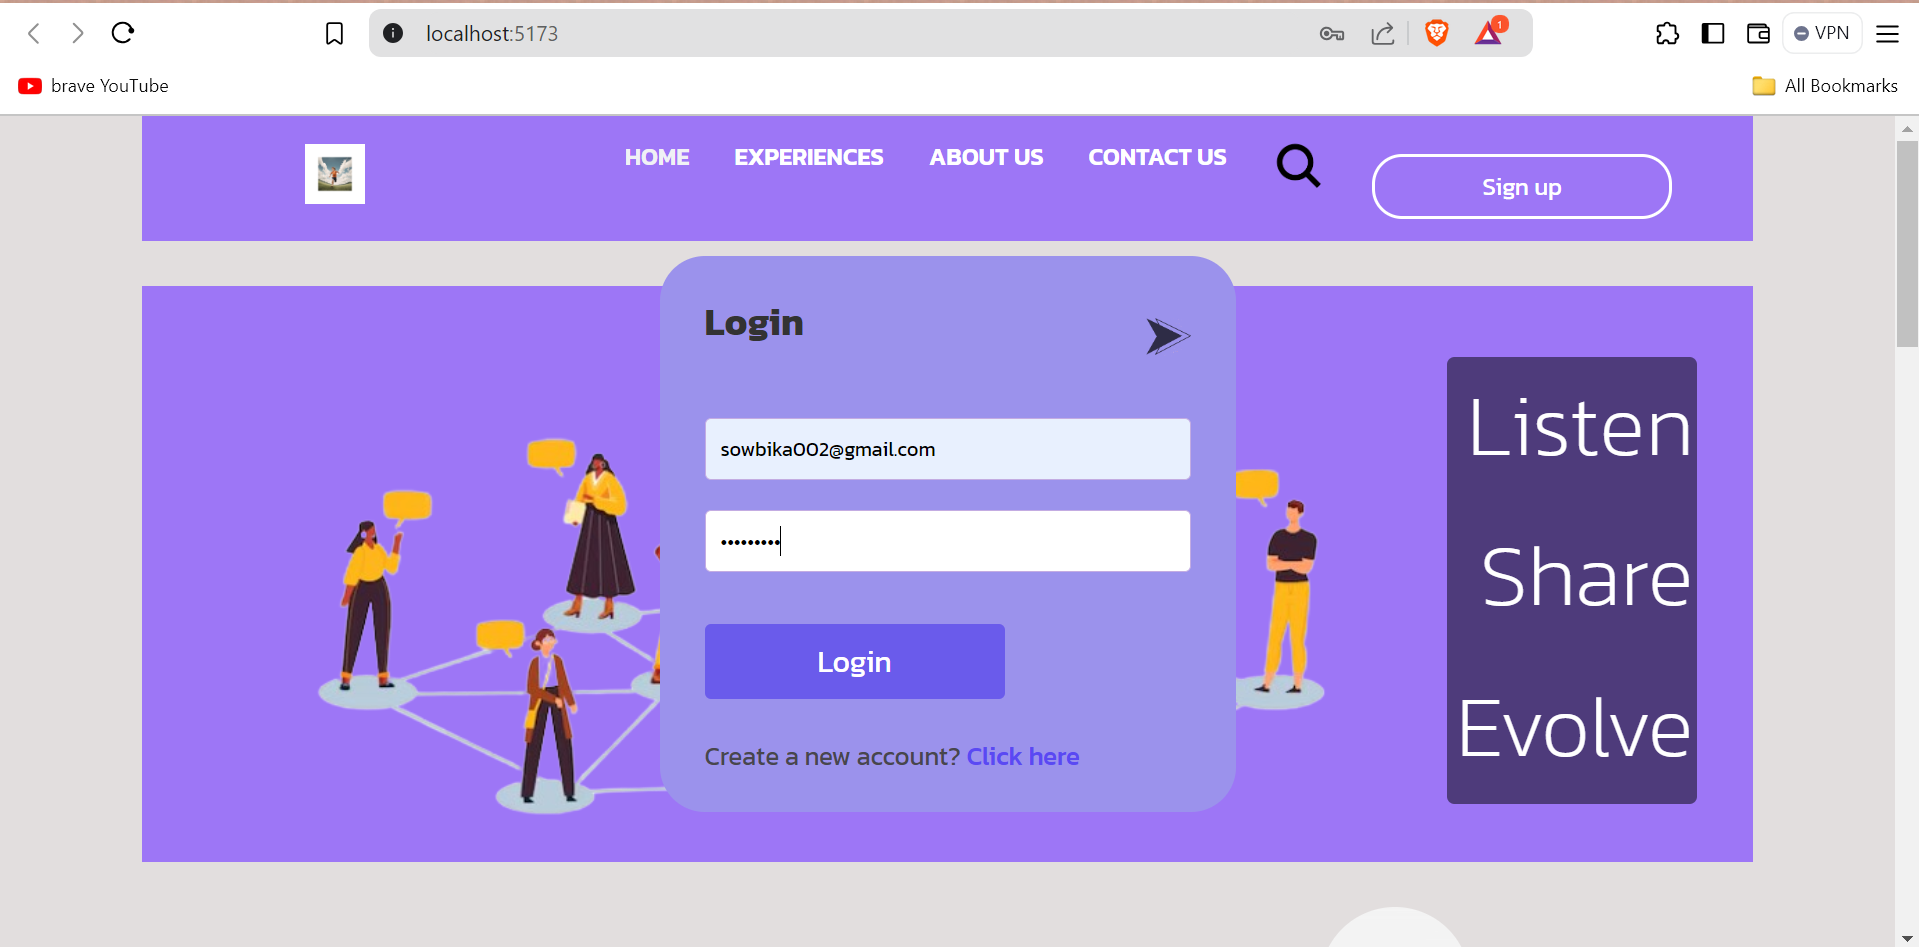 localhost:5173
1
VPN
brave YouTube
All Bookmarks
HOME EXPERIENCES ABOUT US CONTACT US
Sign up
Login
sowbika002@gmail.com
•••••••••
Login
Create a new account? Click here
Listen
Share
Evolve